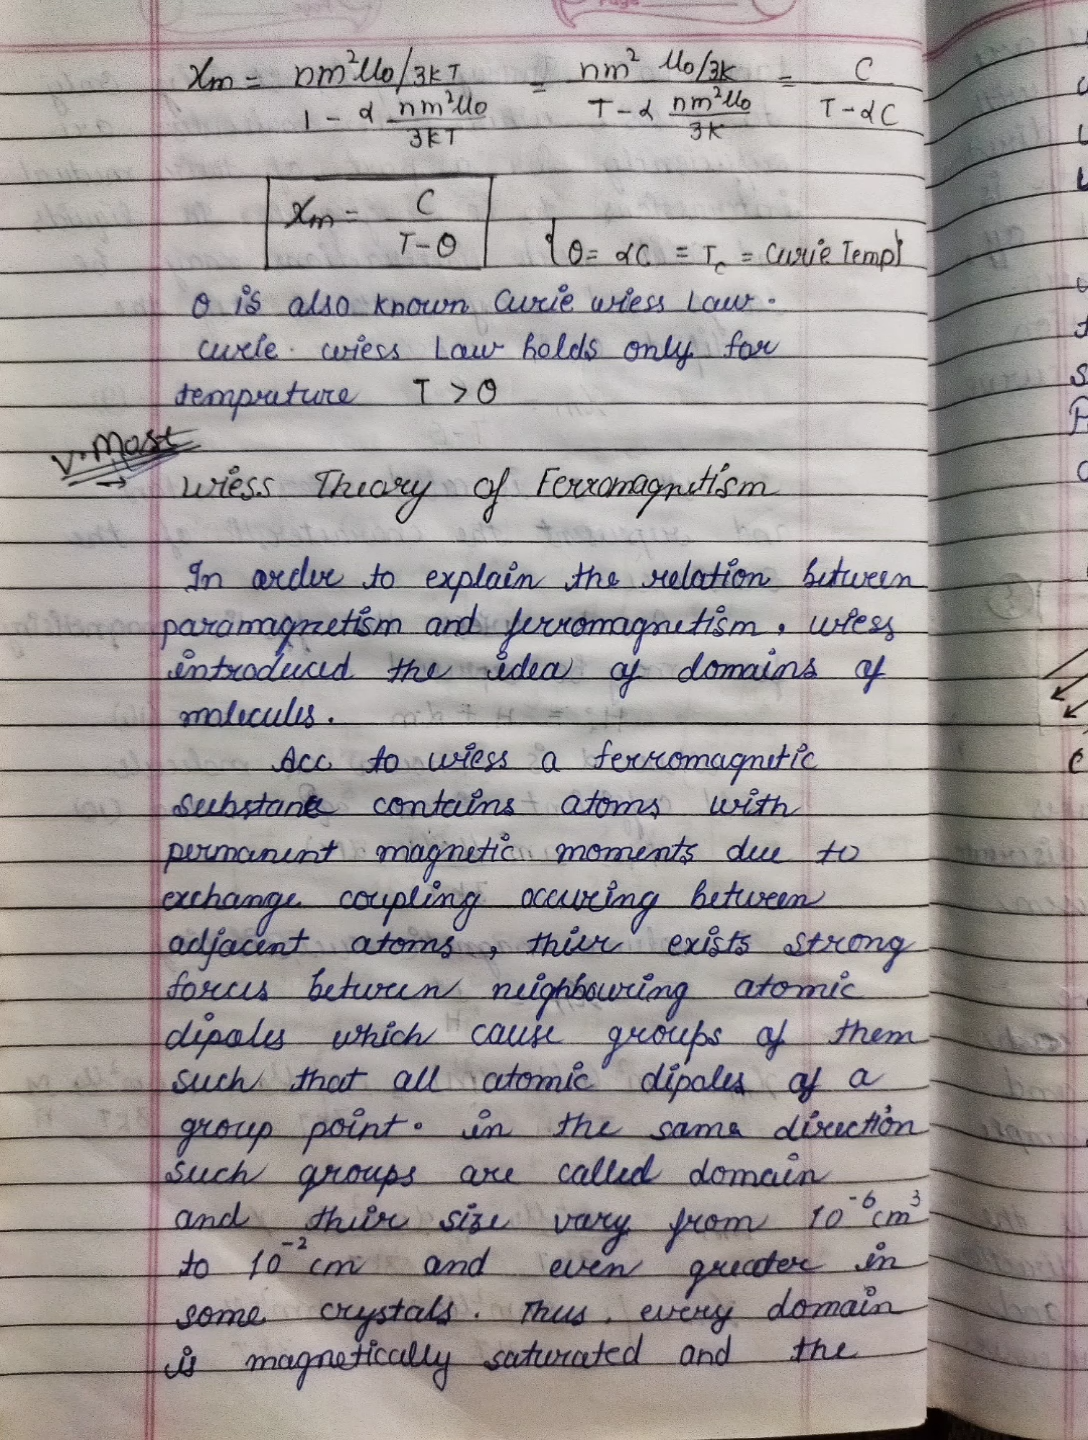 χm = nm²μ0/3kT / 1 - α nm²μ0/3kT = nm² μ0/3k / T - α nm²μ0/3k = C / T - αC
χm = C / T - θ { θ = αC = Tc = Curie Temp}
θ is also known Curie wiess Law.
curie. wiess Law holds only for
temprature T > θ
V. Most
→
Wiess Theory of Ferromagnetism
In order to explain the relation between
paramagnetism and ferromagnetism, wiess
introduced the idea of domains of
molecules.
Acc to wiess a ferromagnetic
substance contains atoms with
permanent magnetic moments due to
exchange coupling occuring between
adjacent atoms, thier exists strong
forces between neighbouring atomic
dipoles which cause groups of them
such that all atomic dipoles of a
group point. in the same direction
such groups are called domain
and their size vary from 10⁻⁶cm³
to 10⁻² cm and even greater in
some crystals. Thus. every domain
is magnetically saturated and the